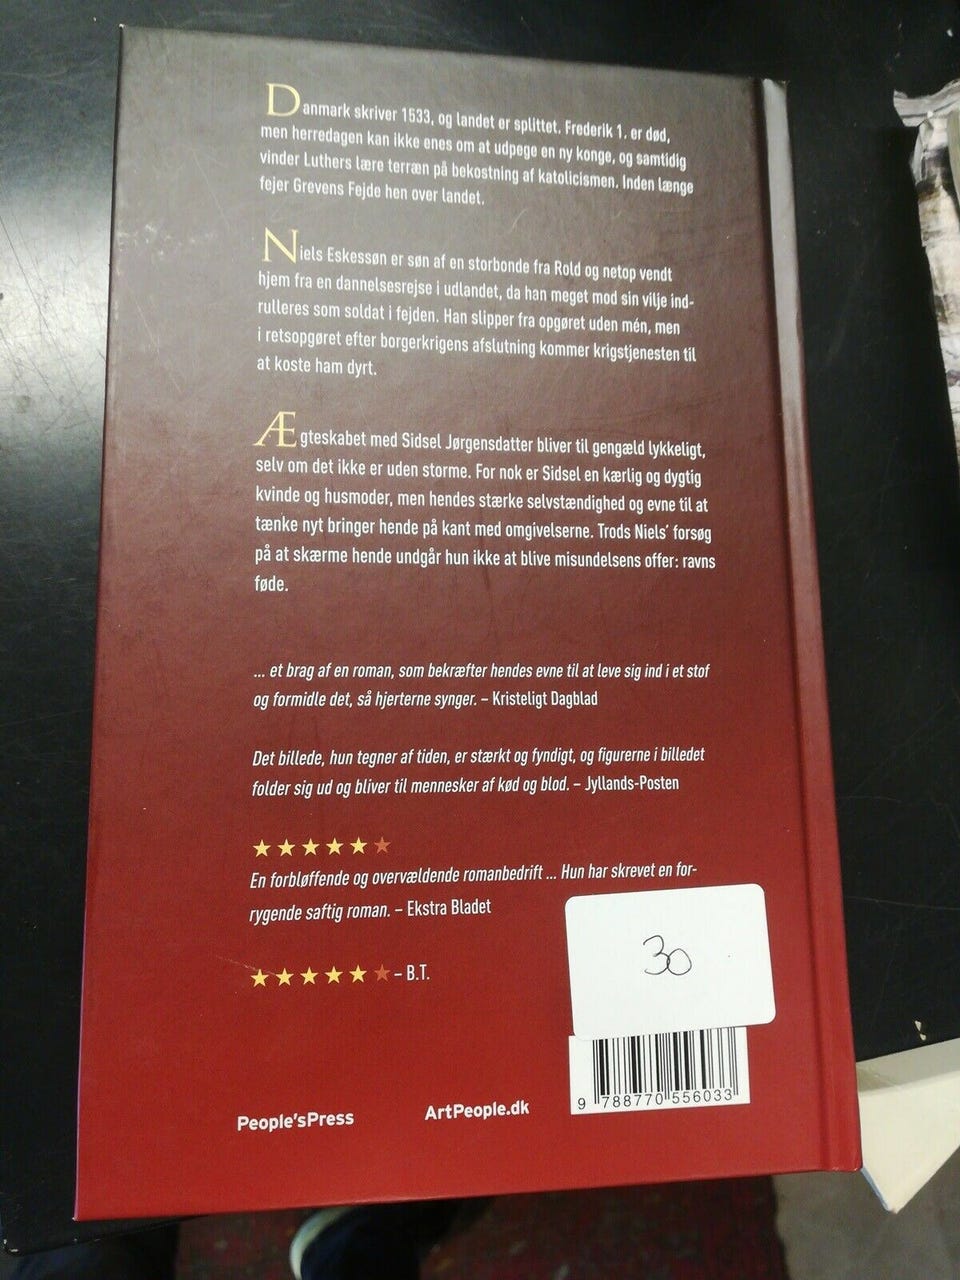 Danmark skriver 1533, og landet er splittet. Frederik 1. er død,
men herredagen kan ikke enes om at udpege en ny konge, og samtidig
vinder Luthers lære terræn på bekostning af katolicismen. Inden længe
fejer Grevens Fejde hen over landet.
Niels Eskessøn er søn af en storbonde fra Rold og netop vendt
hjem fra en dannelsesrejse i udlandet, da han meget mod sin vilje ind-
rulleres som soldat i fejden. Han slipper fra opgøret uden mén, men
i retsopgøret efter borgerkrigens afslutning kommer krigstjenesten til
at koste ham dyrt.
Ægteskabet med Sidsel Jørgensdatter bliver til gengæld lykkeligt,
selv om det ikke er uden storme. For nok er Sidsel en kærlig og dygtig
kvinde og husmoder, men hendes stærke selvstændighed og evne til at
tænke nyt bringer hende på kant med omgivelserne. Trods Niels' forsøg
på at skærme hende undgår hun ikke at blive misundelsens offer: ravns
føde.
... et brag af en roman, som bekræfter hendes evne til at leve sig ind i et stof
og formidle det, så hjerterne synger. – Kristeligt Dagblad
Det billede, hun tegner af tiden, er stærkt og fyndigt, og figurerne i billedet
folder sig ud og bliver til mennesker af kød og blod. – Jyllands-Posten
★★★★★★
En forbløffende og overvældende romanbedrift ... Hun har skrevet en for-
rygende saftig roman. – Ekstra Bladet
★★★★★★ – B.T.
30
9 788770 556033
People'sPress ArtPeople.dk